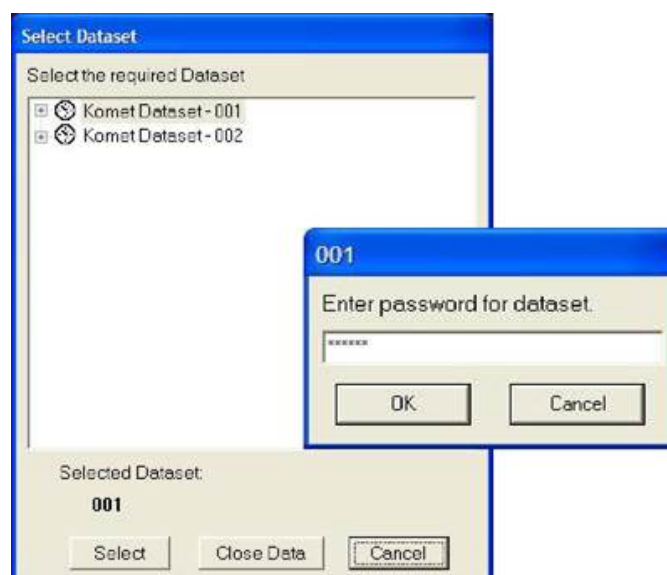 Select Dataset
Select the required Dataset
Komet Dataset - 001
Komet Dataset - 002
001
Enter password for dataset.
******
OK
Cancel
Selected Dataset:
001
Select
Close Data
Cancel